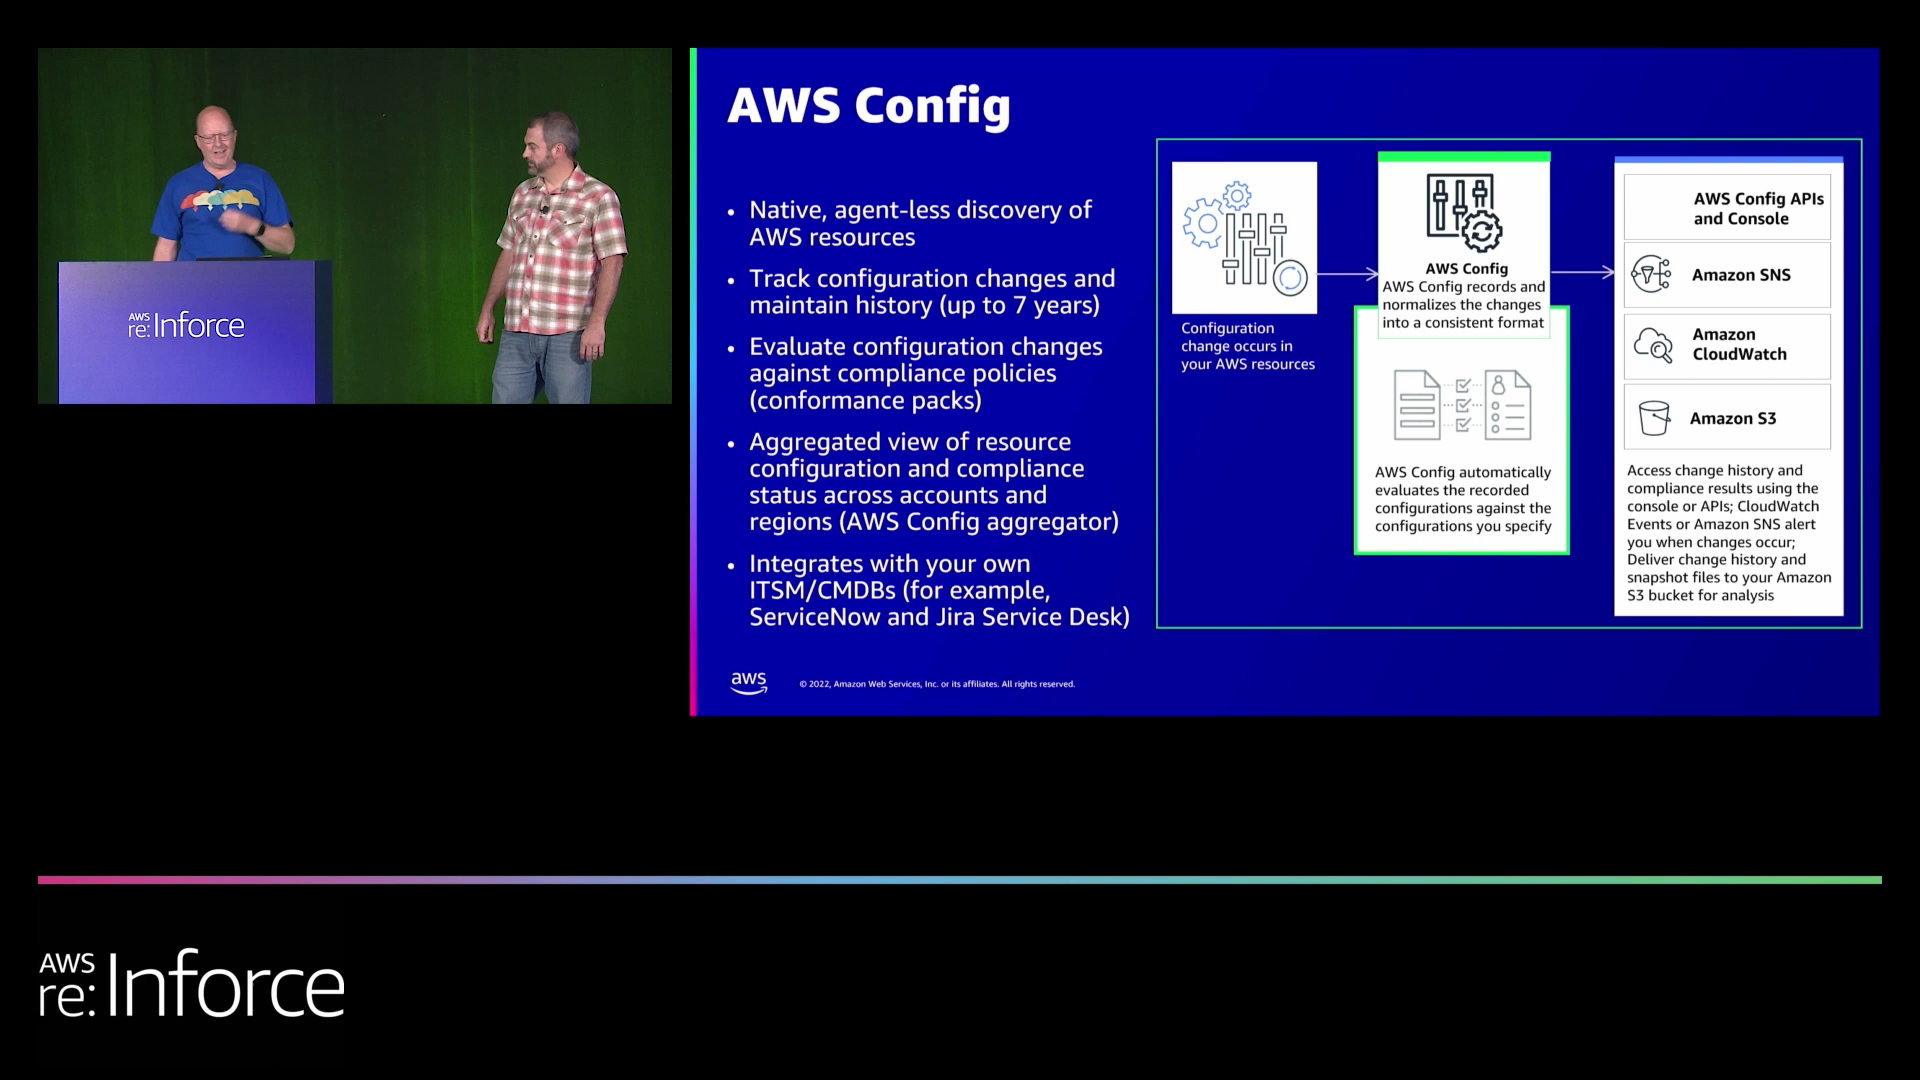 AWS
re:Inforce
AWS Config
• Native, agent-less discovery of
AWS resources
• Track configuration changes and
maintain history (up to 7 years)
• Evaluate configuration changes
against compliance policies
(conformance packs)
• Aggregated view of resource
configuration and compliance
status across accounts and
regions (AWS Config aggregator)
• Integrates with your own
ITSM/CMDBs (for example,
ServiceNow and Jira Service Desk)
Configuration
change occurs in
your AWS resources
AWS Config
AWS Config records and
normalizes the changes
into a consistent format
AWS Config automatically
evaluates the recorded
configurations against the
configurations you specify
AWS Config APIs
and Console
Amazon SNS
Amazon
CloudWatch
Amazon S3
Access change history and
compliance results using the
console or APIs; CloudWatch
Events or Amazon SNS alert
you when changes occur;
Deliver change history and
snapshot files to your Amazon
S3 bucket for analysis
aws
© 2022, Amazon Web Services, Inc. or its affiliates. All rights reserved.
AWS
re:Inforce